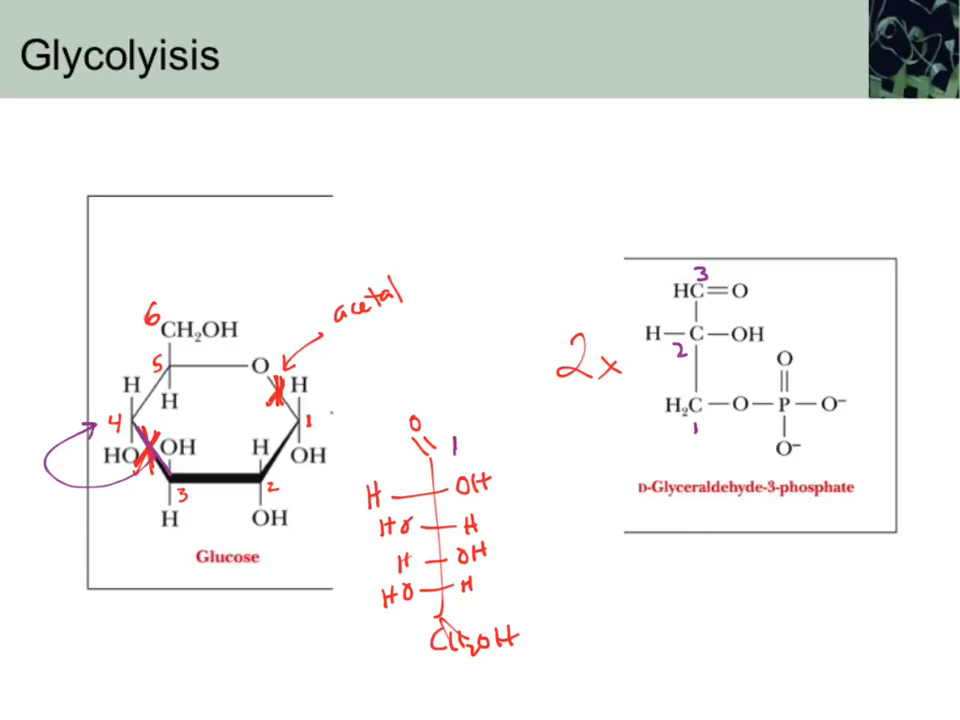 Glycolyisis
acetal
6
CH₂OH
5
O
H
H
H
4
1
HO
OH
H
OH
3
2
H
OH
Glucose
O
1
H
OH
HO
H
H
OH
HO
H
CH₂OH
2x
3
HC=O
H—C—OH
2
O
H₂C—O—P—O⁻
1
O⁻
D-Glyceraldehyde-3-phosphate